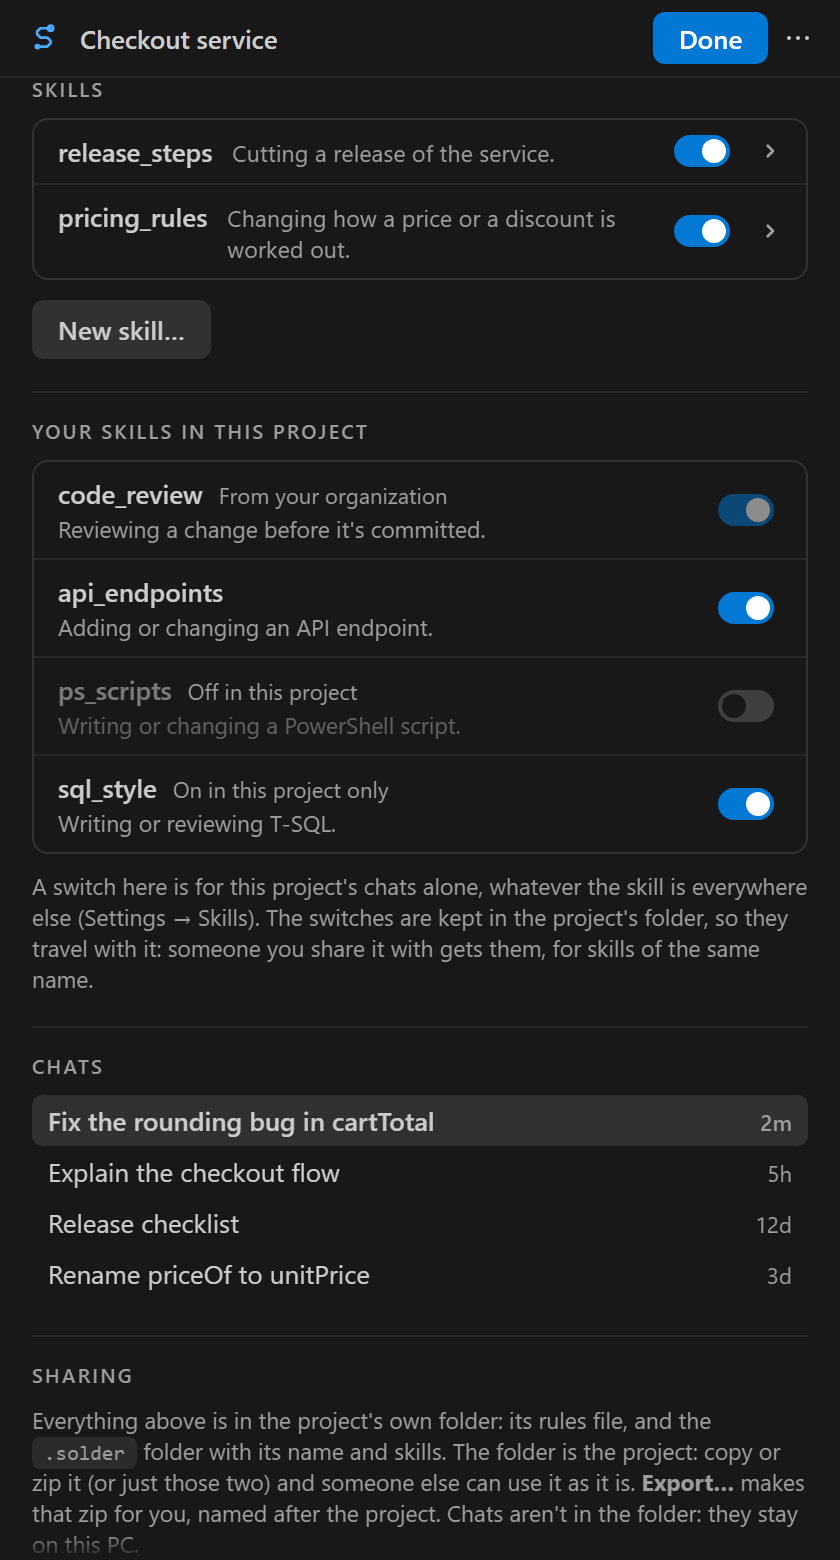 Checkout service
Done
SKILLS
release_steps Cutting a release of the service.
pricing_rules Changing how a price or a discount is
worked out.
New skill...
YOUR SKILLS IN THIS PROJECT
code_review From your organization
Reviewing a change before it's committed.
api_endpoints
Adding or changing an API endpoint.
ps_scripts Off in this project
Writing or changing a PowerShell script.
sql_style On in this project only
Writing or reviewing T-SQL.
A switch here is for this project's chats alone, whatever the skill is everywhere
else (Settings → Skills). The switches are kept in the project's folder, so they
travel with it: someone you share it with gets them, for skills of the same
name.
CHATS
Fix the rounding bug in cartTotal 2m
Explain the checkout flow 5h
Release checklist 12d
Rename priceOf to unitPrice 3d
SHARING
Everything above is in the project's own folder: its rules file, and the
.solder folder with its name and skills. The folder is the project: copy or
zip it (or just those two) and someone else can use it as it is. Export... makes
that zip for you, named after the project. Chats aren't in the folder: they stay
on this PC.